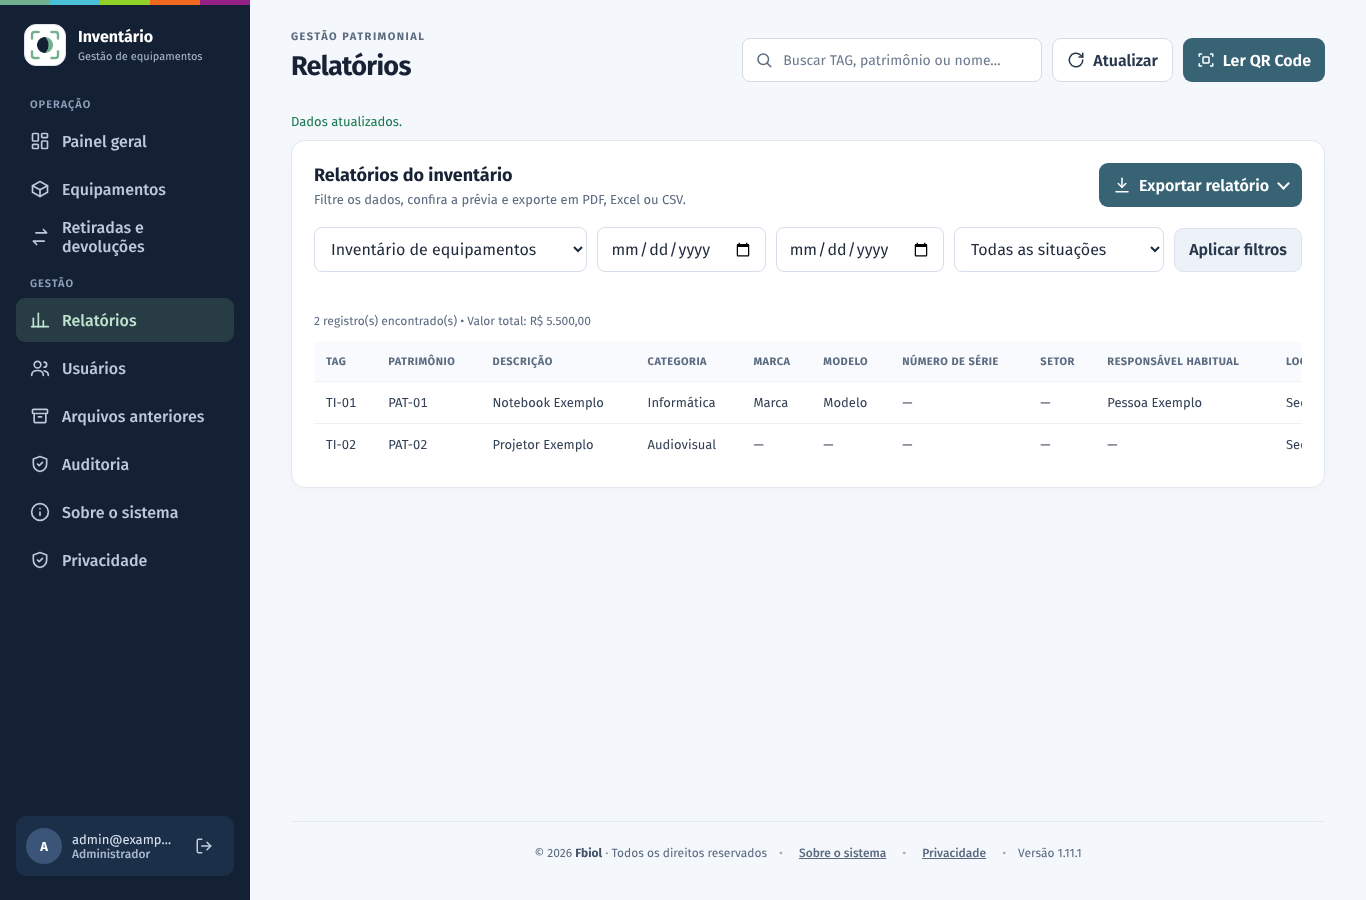 Inventário
Gestão de equipamentos
OPERAÇÃO
Painel geral
Equipamentos
Retiradas e
devoluções
GESTÃO
Relatórios
Usuários
Arquivos anteriores
Auditoria
Sobre o sistema
Privacidade
A
admin@examp...
Administrador
GESTÃO PATRIMONIAL
Relatórios
Buscar TAG, patrimônio ou nome...
Atualizar
Ler QR Code
Dados atualizados.
Relatórios do inventário
Filtre os dados, confira a prévia e exporte em PDF, Excel ou CSV.
Exportar relatório
Inventário de equipamentos mm/dd/yyyy mm/dd/yyyy Todas as situações Aplicar filtros
2 registro(s) encontrado(s) • Valor total: R$ 5.500,00
TAG PATRIMÔNIO DESCRIÇÃO CATEGORIA MARCA MODELO NÚMERO DE SÉRIE SETOR RESPONSÁVEL HABITUAL
TI-01 PAT-01 Notebook Exemplo Informática Marca Modelo — — Pessoa Exemplo
TI-02 PAT-02 Projetor Exemplo Audiovisual — — — — —
© 2026 Fbiol · Todos os direitos reservados • Sobre o sistema • Privacidade • Versão 1.11.1